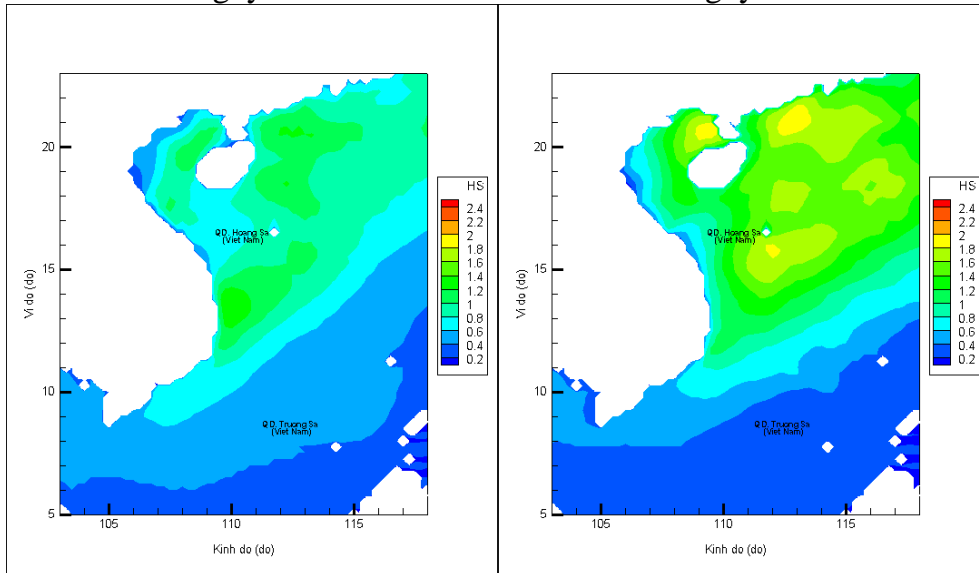 Vi do (do)
20
15
10
5
105
110
115
Kinh do (do)
QD. Hoang Sa
(Viet Nam)
QD. Truong Sa
(Viet Nam)
HS
2.4
2.4
2.2
2
1.8
1.6
1.4
1.2
1
0.8
0.6
0.4
0.2
Vi do (do)
20
15
10
5
105
110
115
Kinh do (do)
QD. Hoang Sa
(Viet Nam)
QD. Truong Sa
(Viet Nam)
HS
2.4
2.4
2.2
2
1.8
1.6
1.4
1.2
1
0.8
0.6
0.4
0.2